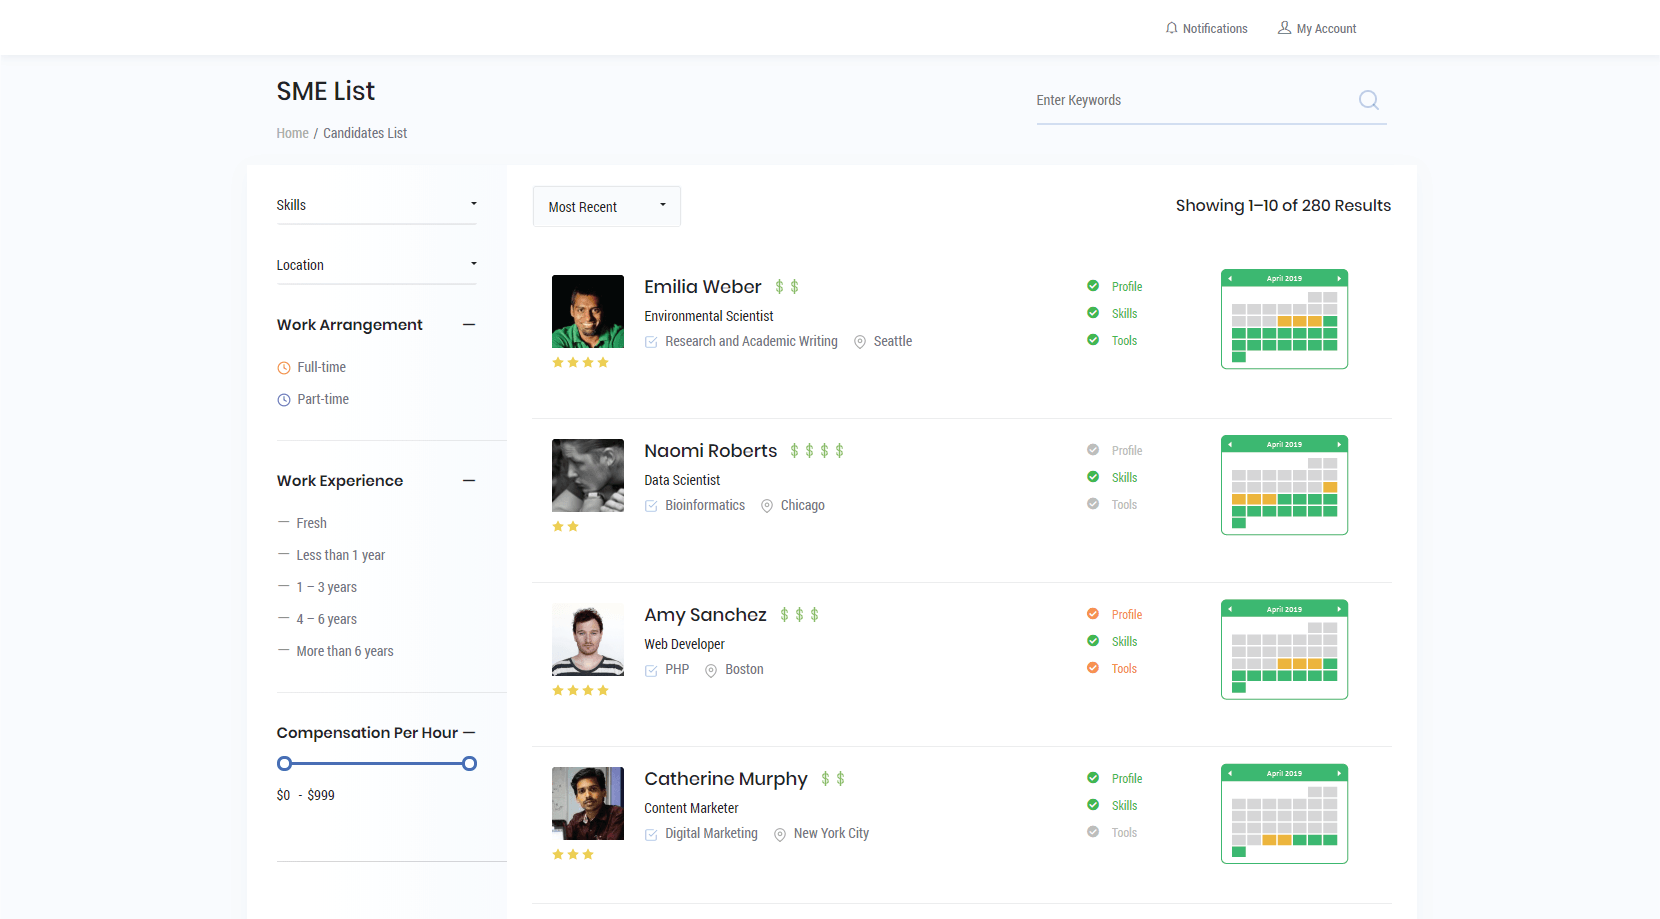 Notifications
My Account
SME List
Enter Keywords
Home / Candidates List
Skills
Location
Work Arrangement
Full-time
Part-time
Work Experience
Fresh
Less than 1 year
1 – 3 years
4 – 6 years
More than 6 years
Compensation Per Hour
$0 - $999
Most Recent
Showing 1–10 of 280 Results
Emilia Weber $ $
Environmental Scientist
Research and Academic Writing Seattle
Profile
Skills
Tools
April 2019
Naomi Roberts $ $ $ $
Data Scientist
Bioinformatics Chicago
Profile
Skills
Tools
April 2019
Amy Sanchez $ $ $
Web Developer
PHP Boston
Profile
Skills
Tools
April 2019
Catherine Murphy $ $
Content Marketer
Digital Marketing New York City
Profile
Skills
Tools
April 2019